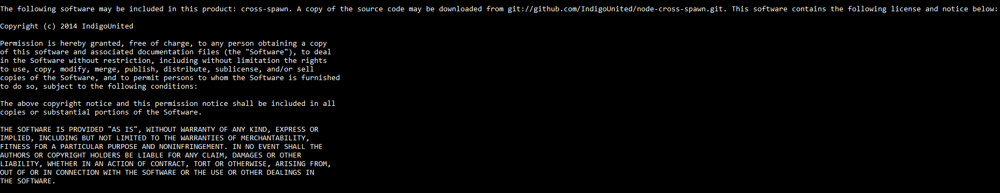 The following software may be included in this product: cross-spawn. A copy of the source code may be downloaded from git://github.com/IndigoUnited/node-cross-spawn.git. This software contains the following license and notice below:
Copyright (c) 2014 IndigoUnited
Permission is hereby granted, free of charge, to any person obtaining a copy
of this software and associated documentation files (the "Software"), to deal
in the Software without restriction, including without limitation the rights
to use, copy, modify, merge, publish, distribute, sublicense, and/or sell
copies of the Software, and to permit persons to whom the Software is furnished
to do so, subject to the following conditions:
The above copyright notice and this permission notice shall be included in all
copies or substantial portions of the Software.
THE SOFTWARE IS PROVIDED "AS IS", WITHOUT WARRANTY OF ANY KIND, EXPRESS OR
IMPLIED, INCLUDING BUT NOT LIMITED TO THE WARRANTIES OF MERCHANTABILITY,
FITNESS FOR A PARTICULAR PURPOSE AND NONINFRINGEMENT. IN NO EVENT SHALL THE
AUTHORS OR COPYRIGHT HOLDERS BE LIABLE FOR ANY CLAIM, DAMAGES OR OTHER
LIABILITY, WHETHER IN AN ACTION OF CONTRACT, TORT OR OTHERWISE, ARISING FROM,
OUT OF OR IN CONNECTION WITH THE SOFTWARE OR THE USE OR OTHER DEALINGS IN
THE SOFTWARE.